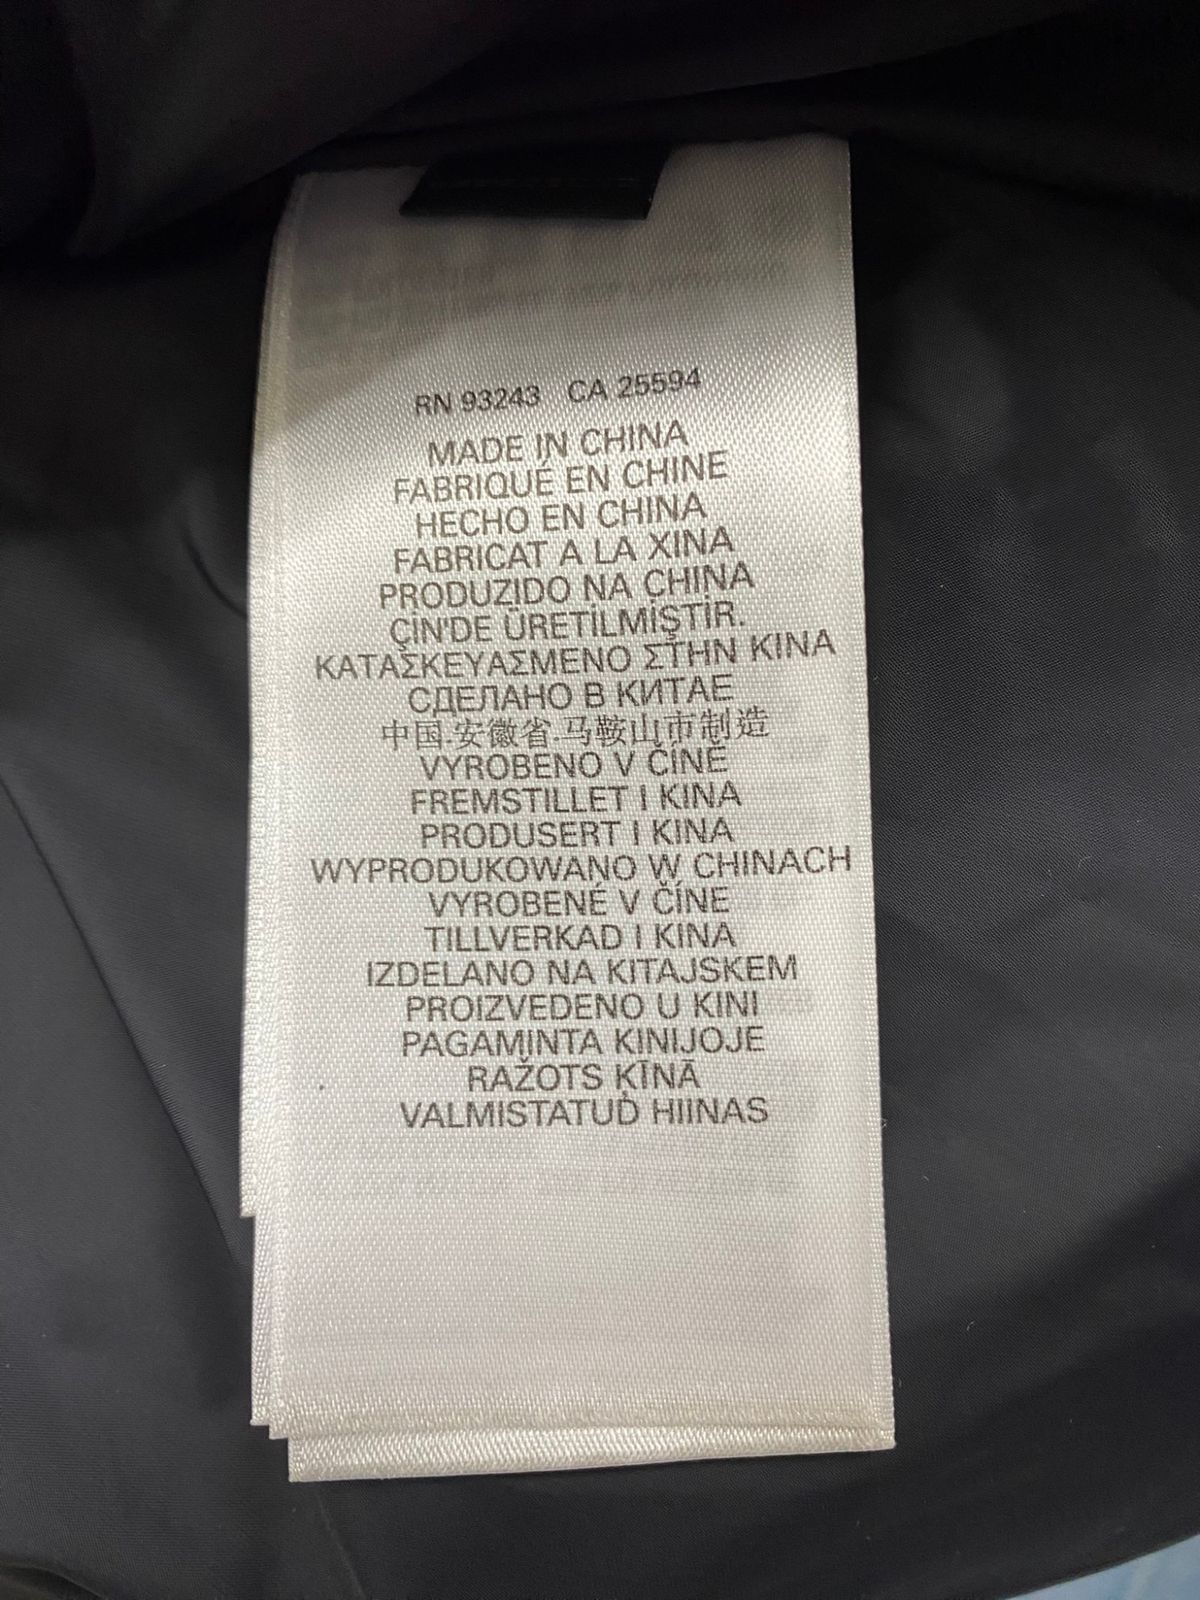 RN 93243 CA 25594
MADE IN CHINA
FABRIQUÉ EN CHINE
HECHO EN CHINA
FABRICAT A LA XINA
PRODUZIDO NA CHINA
ÇİN'DE ÜRETİLMİŞTİR.
ΚΑΤΑΣΚΕΥΑΣΜΕΝΟ ΣΤΗΝ ΚΙΝΑ
СДЕЛАНО В КИТАЕ
中国.安徽省.马鞍山市制造
VYROBENO V ČÍNĚ
FREMSTILLET I KINA
PRODUSERT I KINA
WYPRODUKOWANO W CHINACH
VYROBENÉ V ČÍNE
TILLVERKAD I KINA
IZDELANO NA KITAJSKEM
PROIZVEDENO U KINI
PAGAMINTA KINIJOJE
RAŽOTS ĶĪNĀ
VALMISTATUD HIINAS